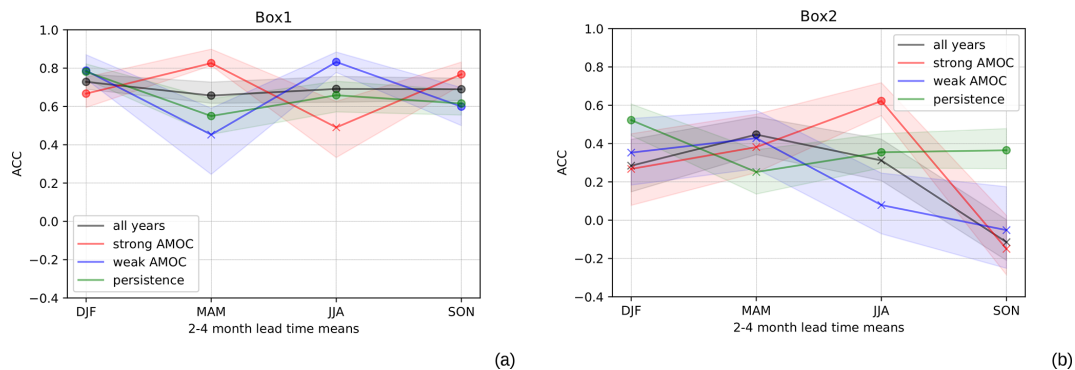 Box1
1.0
0.8
0.6
0.4
0.2
0.0
−0.2
−0.4
ACC
all years
strong AMOC
weak AMOC
persistence
DJF MAM JJA SON
2-4 month lead time means
(a)
Box2
1.0
0.8
0.6
0.4
0.2
0.0
−0.2
−0.4
ACC
all years
strong AMOC
weak AMOC
persistence
DJF MAM JJA SON
2-4 month lead time means
(b)